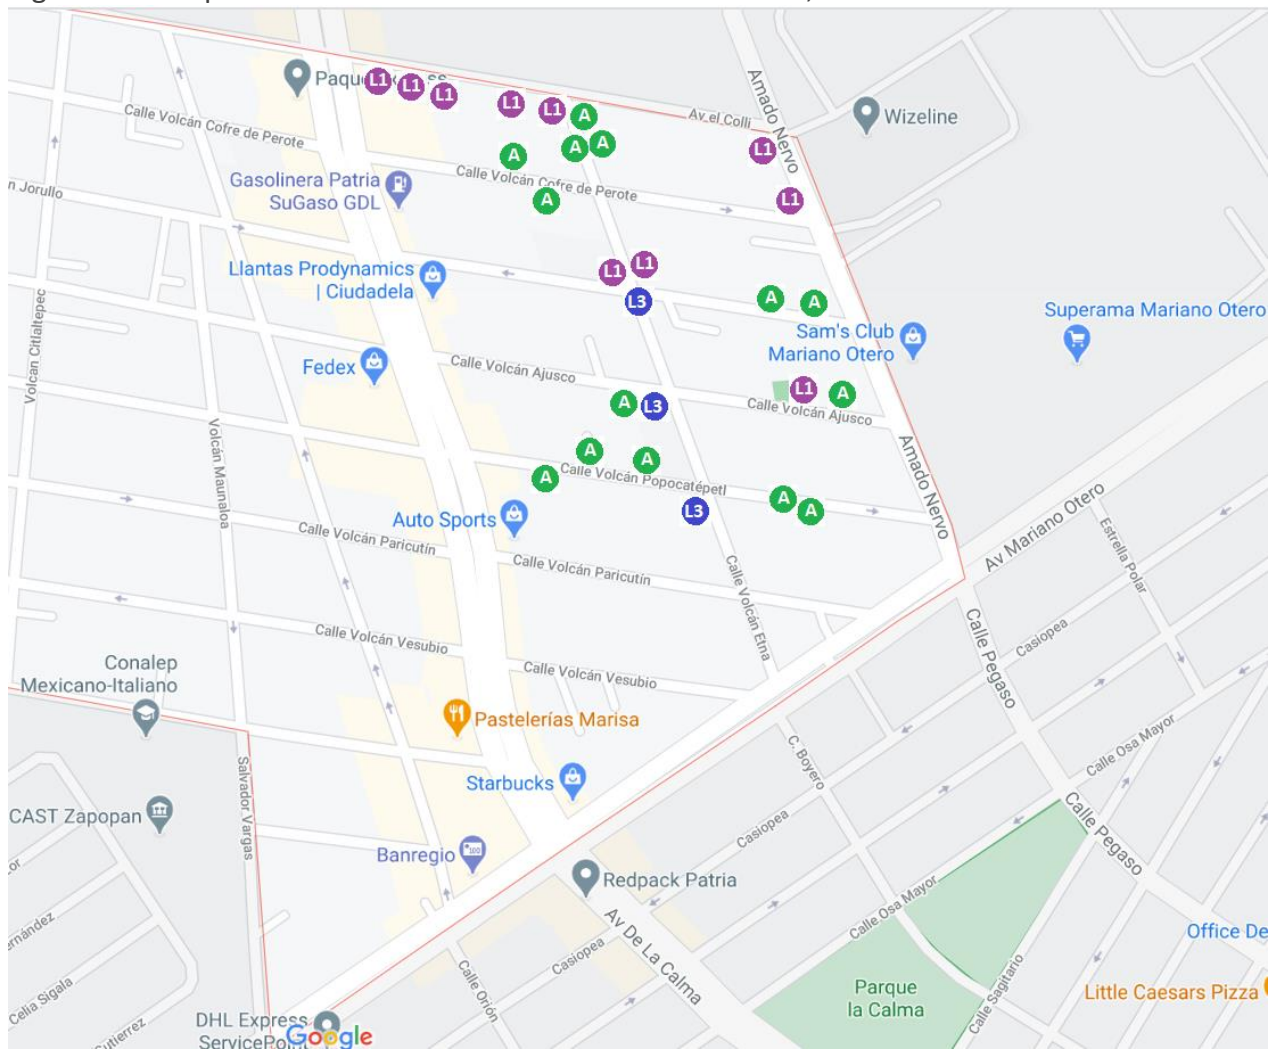 Paqu
Wizeline
Av el Colli
Amado Nervo
Calle Volcán Cofre de Perote
Calle Volcán Cofre de Perote
Gasolinera Patria
SuGaso GDL
n Jorullo
Llantas Prodynamics
| Ciudadela
Superama Mariano Otero
Sam's Club
Mariano Otero
Volcan Citlaltepec
Fedex
Calle Volcán Ajusco
Calle Volcán Ajusco
Volcán Maunaloa
Calle Volcán Popocatépetl
Amado Nervo
Av Mariano Otero
Auto Sports
Calle Volcán Paricutín
Calle Volcán Paricutín
Calle Volcán Etna
Estrella Polar
Casiopea
Calle Pegaso
Calle Volcán Vesubio
Calle Volcán Vesubio
Conalep
Mexicano-Italiano
Pastelerías Marisa
C. Boyero
Calle Osa Mayor
Starbucks
Salvador Vargas
CAST Zapopan
Banregio
Casiopea
Calle Pegaso
Redpack Patria
Calle Osa Mayor
Av De La Calma
Casiopea
Calle Orión
Office De
Parque
la Calma
Calle Sagitario
Little Caesars Pizza
ernández
Celia Sigala
Gutierrez
DHL Express
ServicePoin
Google
L1
L1
L1
L1
L1
A
A
A
A
A
L1
L1
L1
L1
L3
A
A
L1
A
A
L3
A
A
A
A
A
L3